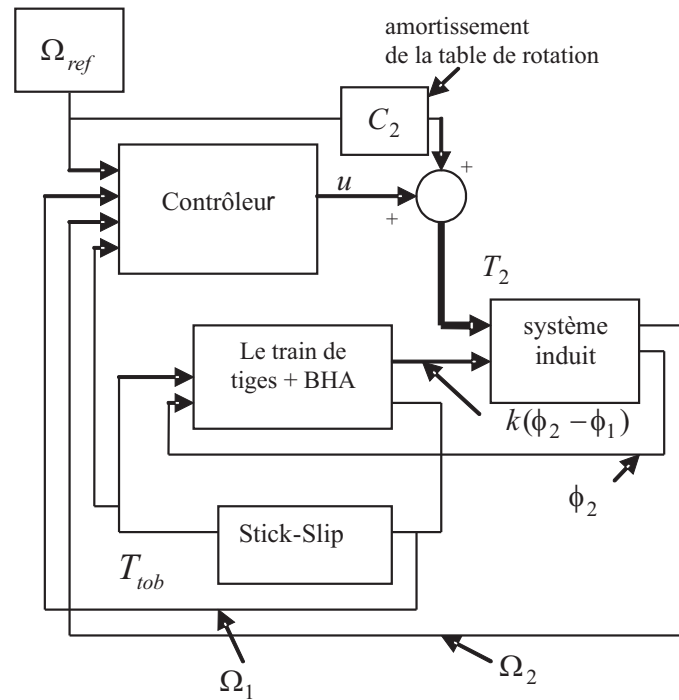 amortissement
de la table de rotation
Ω_ref
C_2
+
Contrôleur
u
+
T_2
système
induit
Le train de
tiges + BHA
k(ϕ_2 − ϕ_1)
ϕ_2
Stick-Slip
T_tob
Ω_1
Ω_2